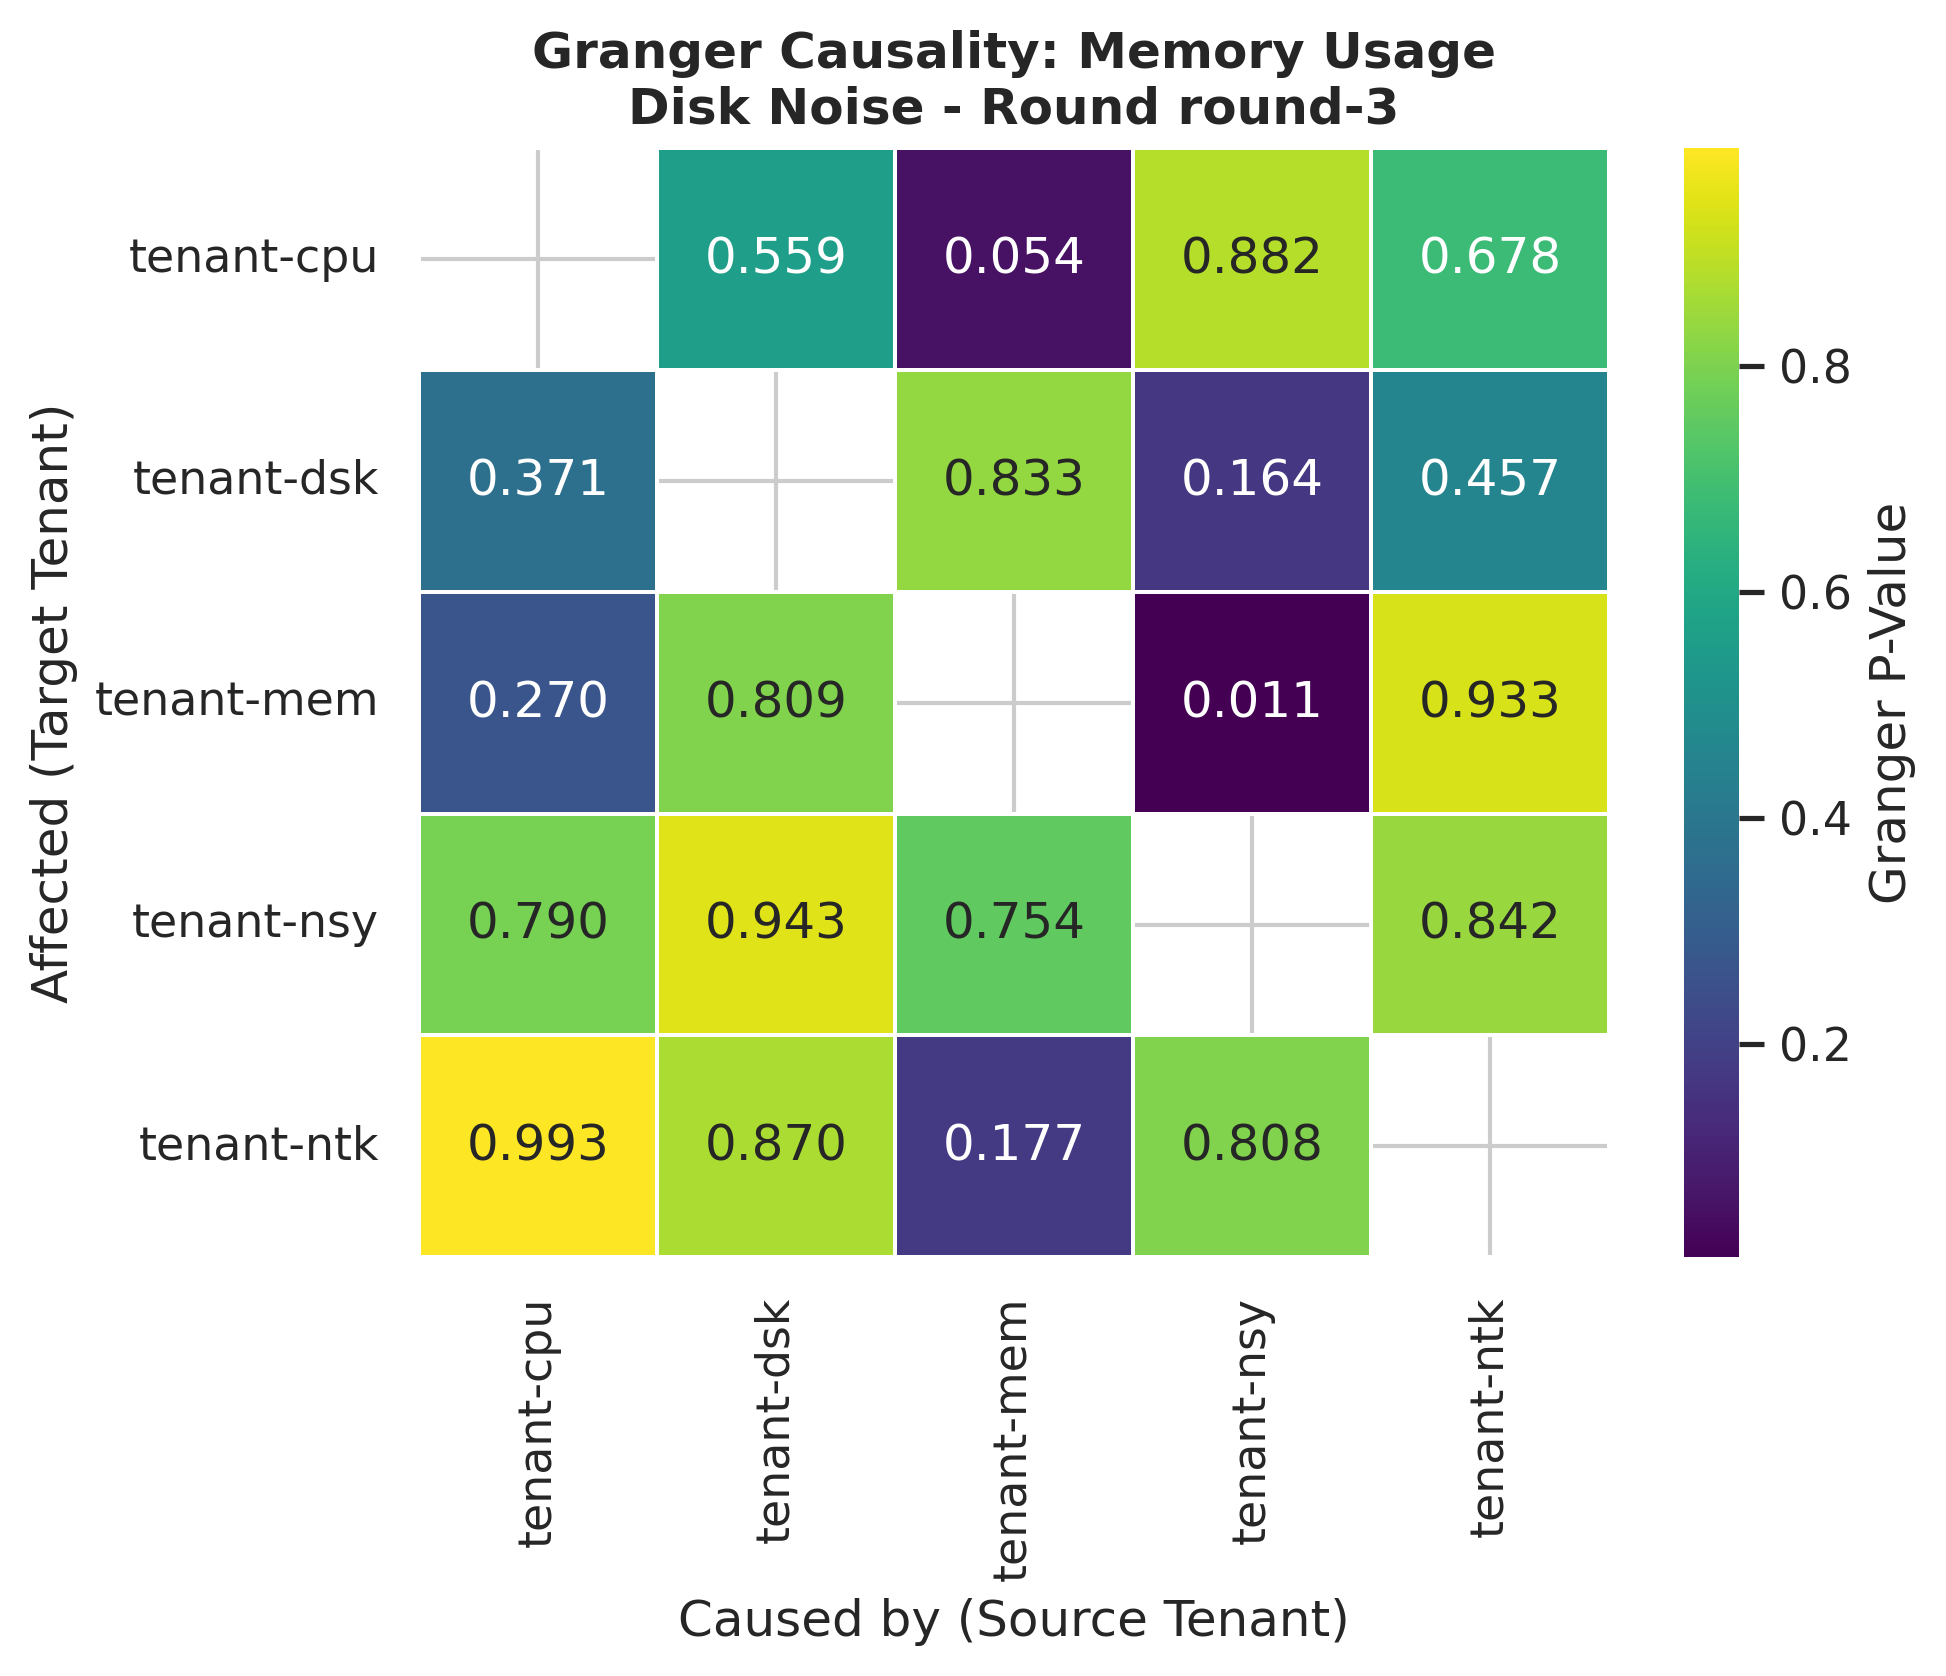 Granger Causality: Memory Usage
Disk Noise - Round round-3
Affected (Target Tenant)
tenant-cpu 0.559 0.054 0.882 0.678
tenant-dsk 0.371 0.833 0.164 0.457
tenant-mem 0.270 0.809 0.011 0.933
tenant-nsy 0.790 0.943 0.754 0.842
tenant-ntk 0.993 0.870 0.177 0.808
tenant-cpu tenant-dsk tenant-mem tenant-nsy tenant-ntk
Caused by (Source Tenant)
0.8
0.6
0.4
0.2
Granger P-Value